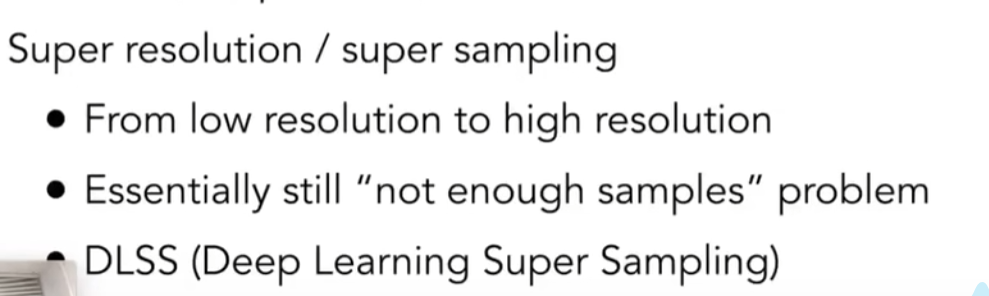 Super resolution / super sampling
• From low resolution to high resolution
• Essentially still “not enough samples” problem
• DLSS (Deep Learning Super Sampling)